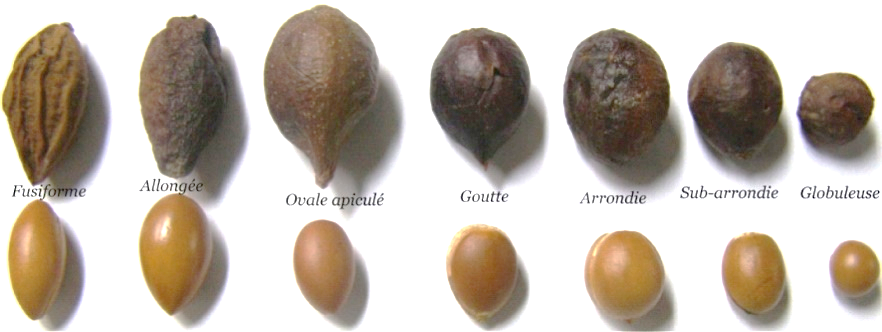 Fusiforme
Allongée
Ovale apiculé
Goutte
Arrondie
Sub-arrondie
Globuleuse